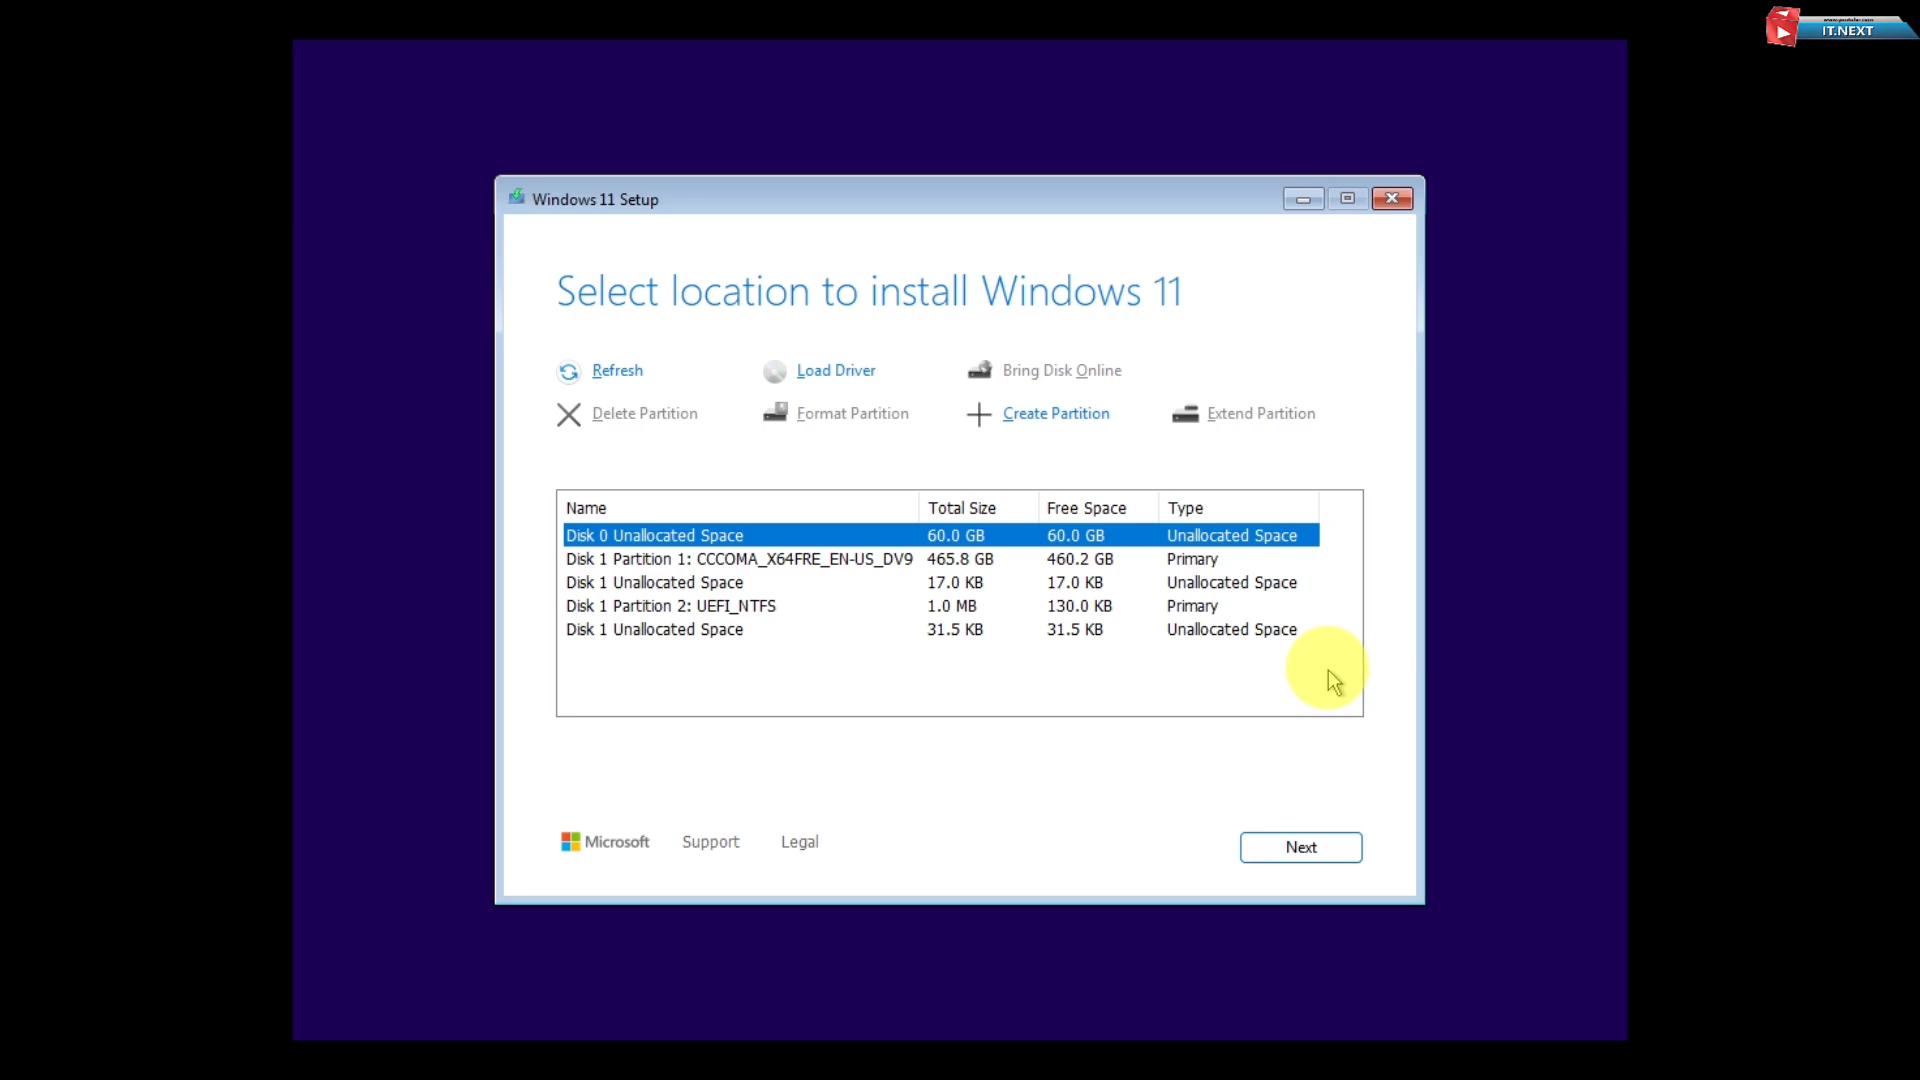 IT.NEXT
Windows 11 Setup
Select location to install Windows 11
Refresh Load Driver Bring Disk Online
Delete Partition Format Partition Create Partition Extend Partition
Name Total Size Free Space Type
Disk 0 Unallocated Space 60.0 GB 60.0 GB Unallocated Space
Disk 1 Partition 1: CCCOMA_X64FRE_EN-US_DV9 465.8 GB 460.2 GB Primary
Disk 1 Unallocated Space 17.0 KB 17.0 KB Unallocated Space
Disk 1 Partition 2: UEFI_NTFS 1.0 MB 130.0 KB Primary
Disk 1 Unallocated Space 31.5 KB 31.5 KB Unallocated Space
Microsoft Support Legal Next